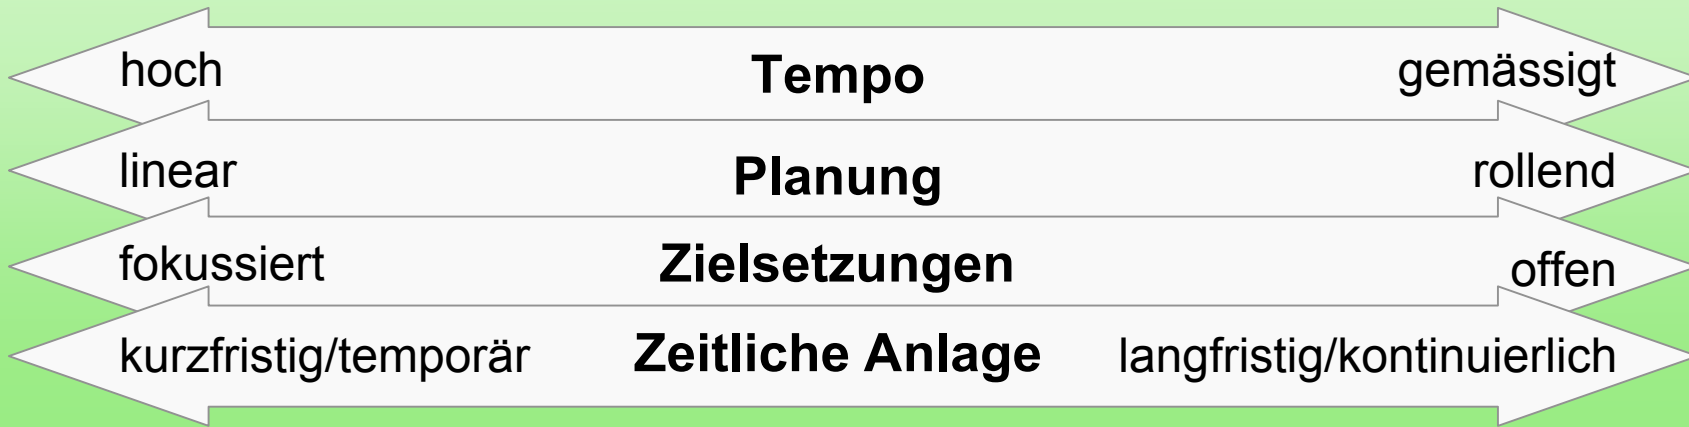 hoch Tempo gemässigt
linear Planung rollend
fokussiert Zielsetzungen offen
kurzfristig/temporär Zeitliche Anlage langfristig/kontinuierlich